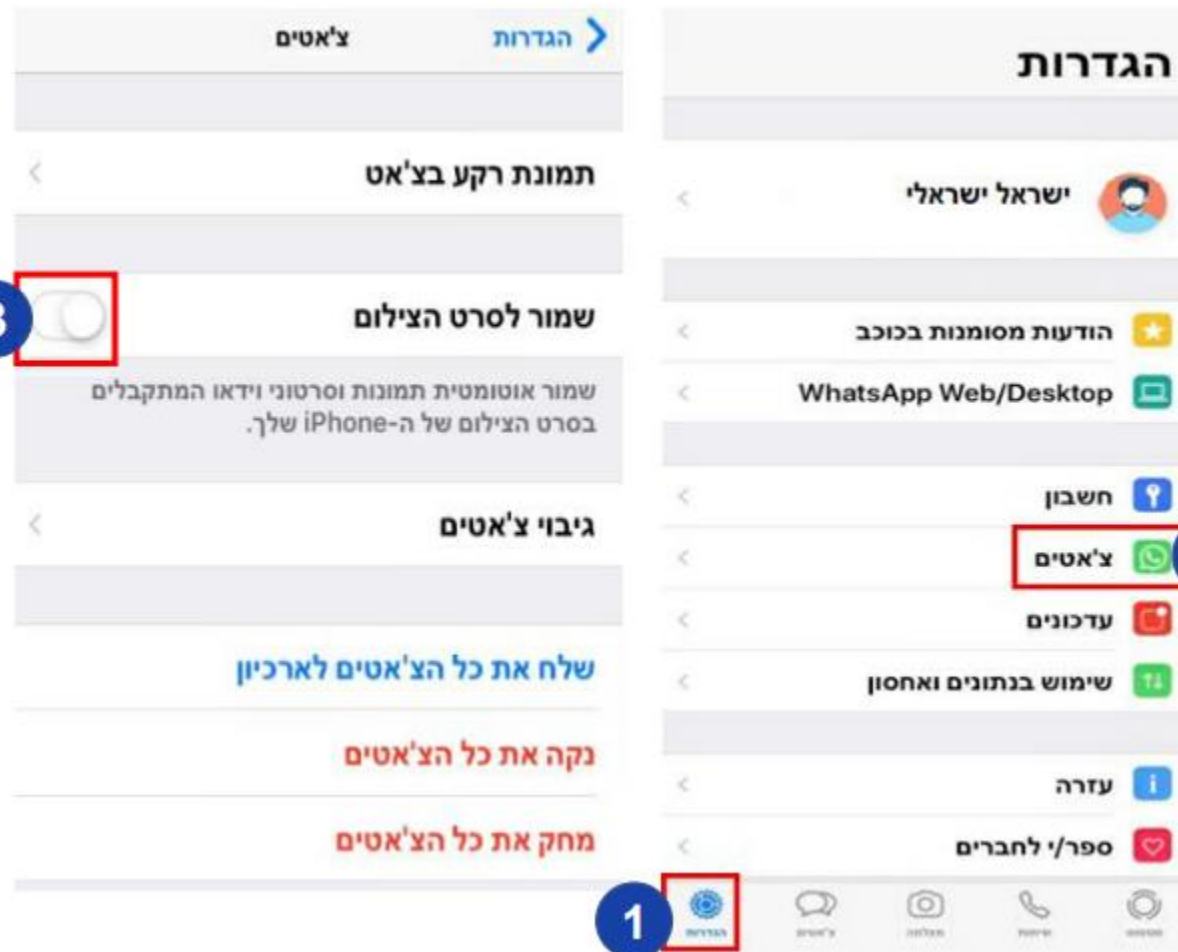 הגדרות
ישראל ישראלי
הודעות מסומנות בכוכב
WhatsApp Web/Desktop
חשבון
צ'אטים
עדכונים
שימוש בנתונים ואחסון
עזרה
ספר/י לחברים
הגדרות
1
הגדרות
צ'אטים
תמונת רקע בצ'אט
שמור לסרט הצילום
3
שמור אוטומטית תמונות וסרטוני וידאו המתקבלים
בסרט הצילום של ה-iPhone שלך.
גיבוי צ'אטים
שלח את כל הצ'אטים לארכיון
נקה את כל הצ'אטים
מחק את כל הצ'אטים